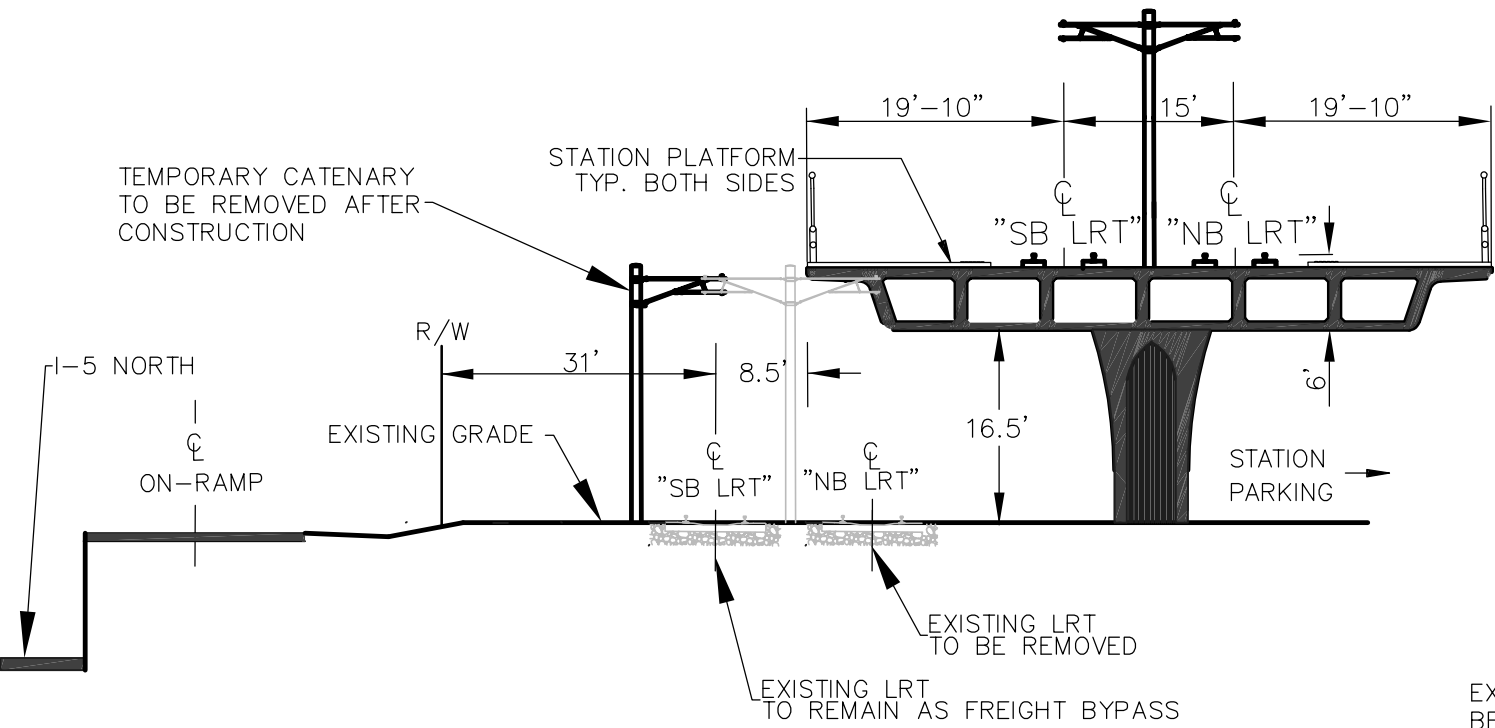 19'-10"
15'
19'-10"
STATION PLATFORM
TYP. BOTH SIDES
TEMPORARY CATENARY
TO BE REMOVED AFTER
CONSTRUCTION
℄
"SB LRT"
℄
"NB LRT"
R/W
31'
8.5'
6'
I-5 NORTH
16.5'
EXISTING GRADE
℄
ON-RAMP
℄
"SB LRT"
℄
"NB LRT"
STATION
PARKING
EXISTING LRT
TO BE REMOVED
EXISTING LRT
TO REMAIN AS FREIGHT BYPASS
EX
BE